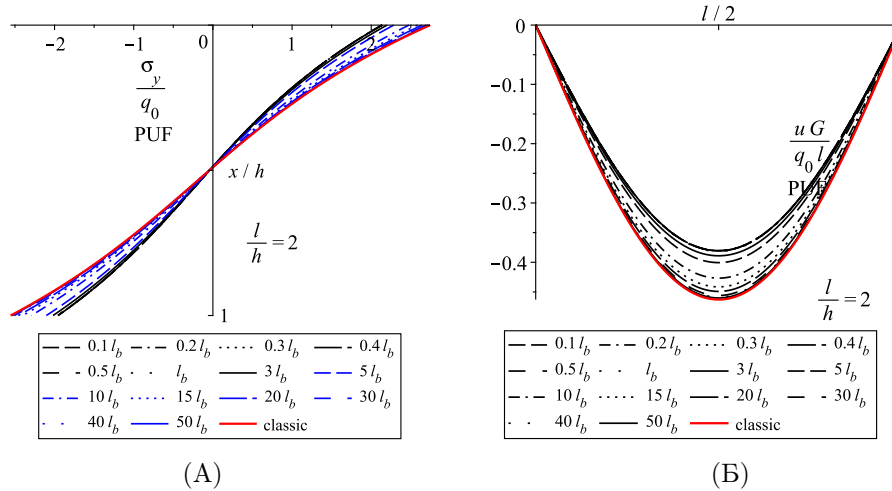 −2 −1 0 1 2
σ_y
q_0
PUF
x / h
l/h = 2
1
0.1 l_b 0.2 l_b 0.3 l_b 0.4 l_b
0.5 l_b l_b 3 l_b 5 l_b
10 l_b 15 l_b 20 l_b 30 l_b
40 l_b 50 l_b classic
(А)
l / 2
0
−0.1
−0.2
−0.3
−0.4
u G
q_0 l
PUF
l/h = 2
0.1 l_b 0.2 l_b 0.3 l_b 0.4 l_b
0.5 l_b l_b 3 l_b 5 l_b
10 l_b 15 l_b 20 l_b 30 l_b
40 l_b 50 l_b classic
(Б)